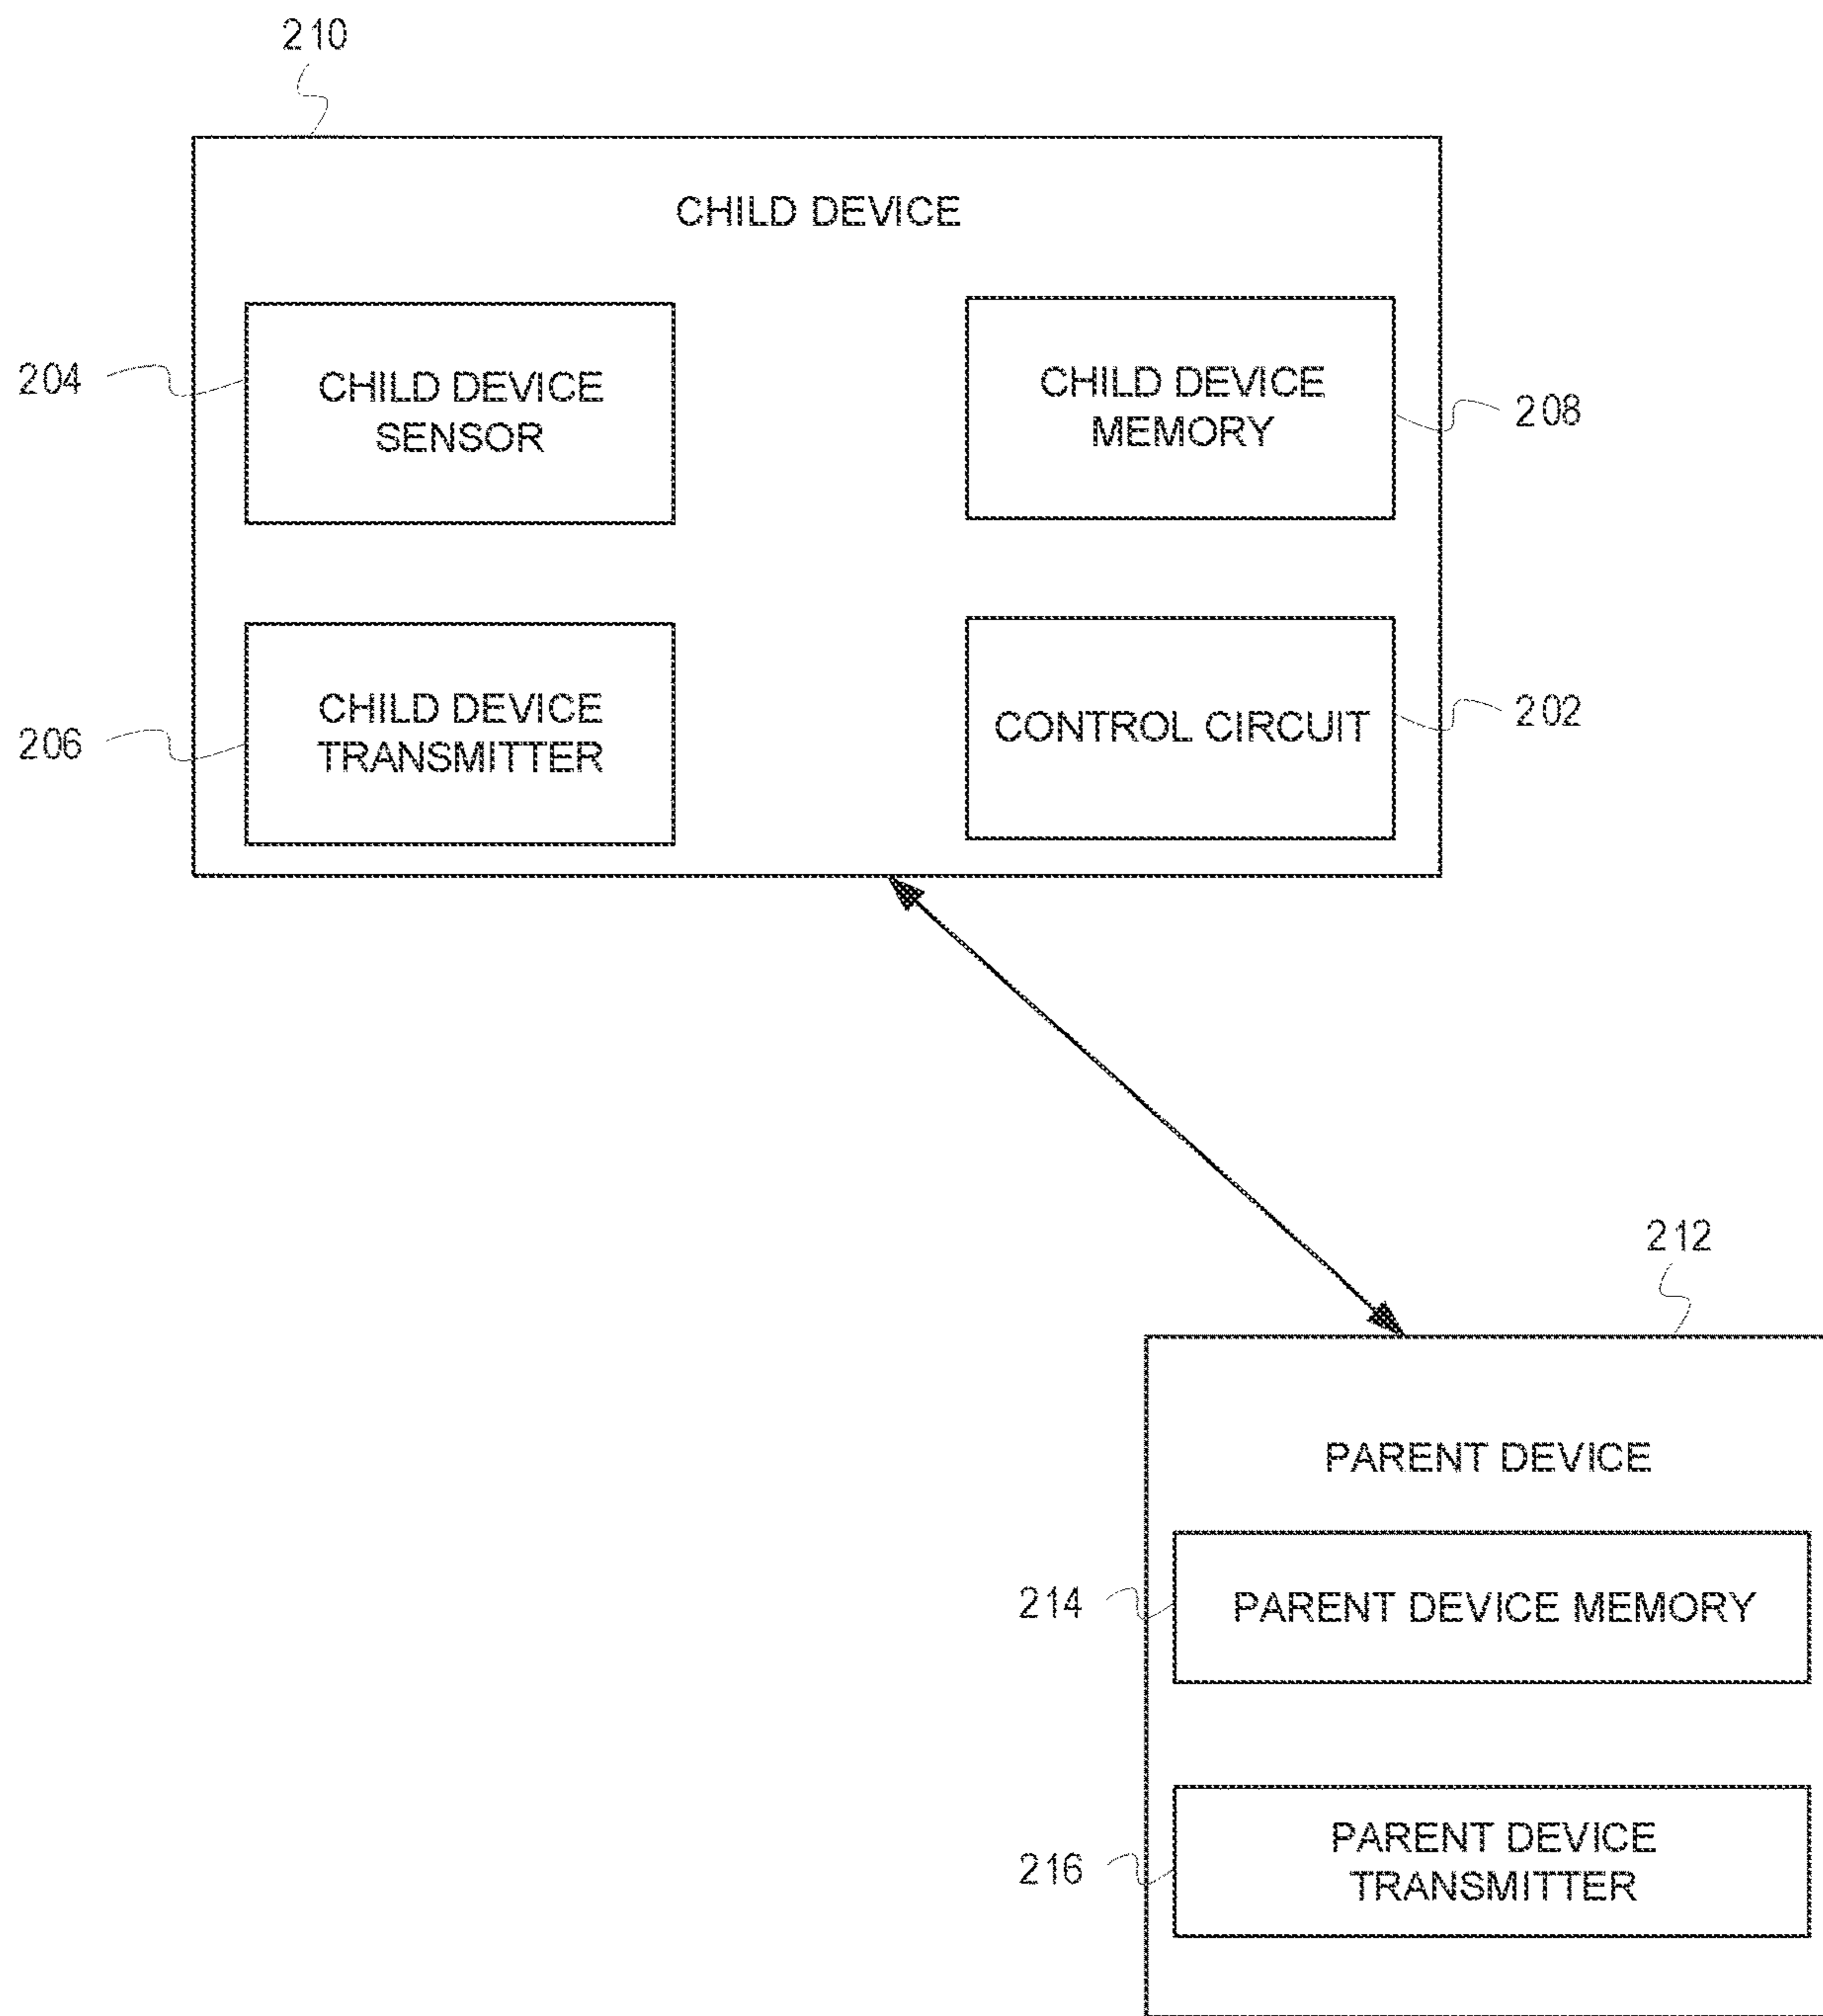 210
CHILD DEVICE
204
CHILD DEVICE
SENSOR
CHILD DEVICE
MEMORY
208
206
CHILD DEVICE
TRANSMITTER
CONTROL CIRCUIT
202
212
PARENT DEVICE
214
PARENT DEVICE MEMORY
216
PARENT DEVICE
TRANSMITTER